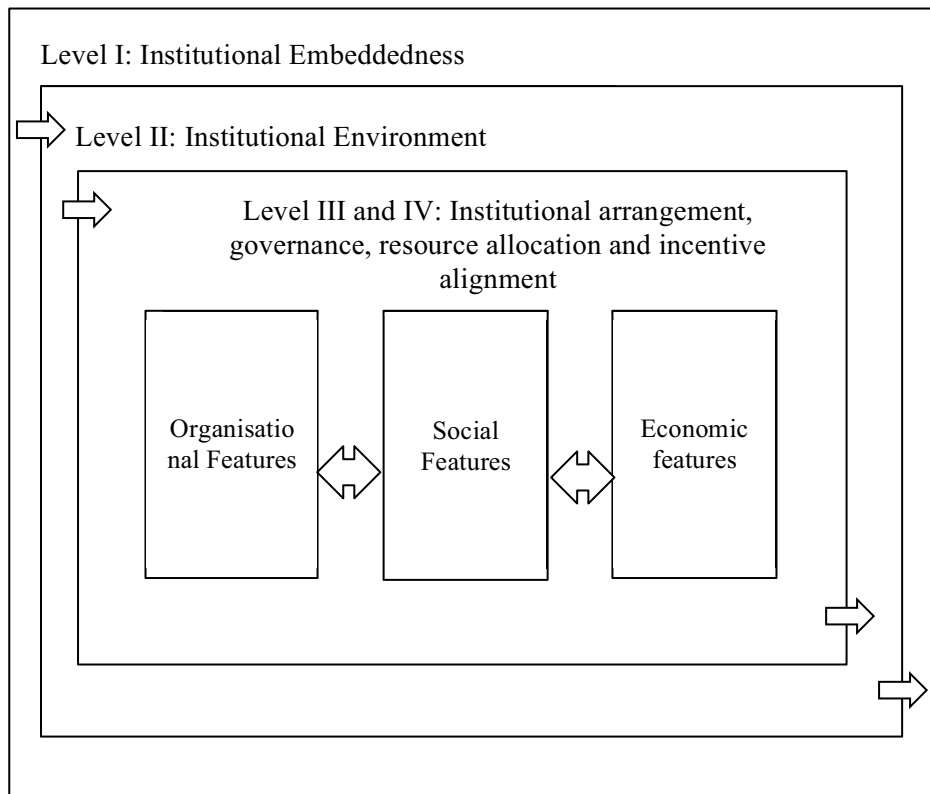 Level I: Institutional Embeddedness
Level II: Institutional Environment
Level III and IV: Institutional arrangement,
governance, resource allocation and incentive
alignment
Organisatio
nal Features
Social
Features
Economic
features